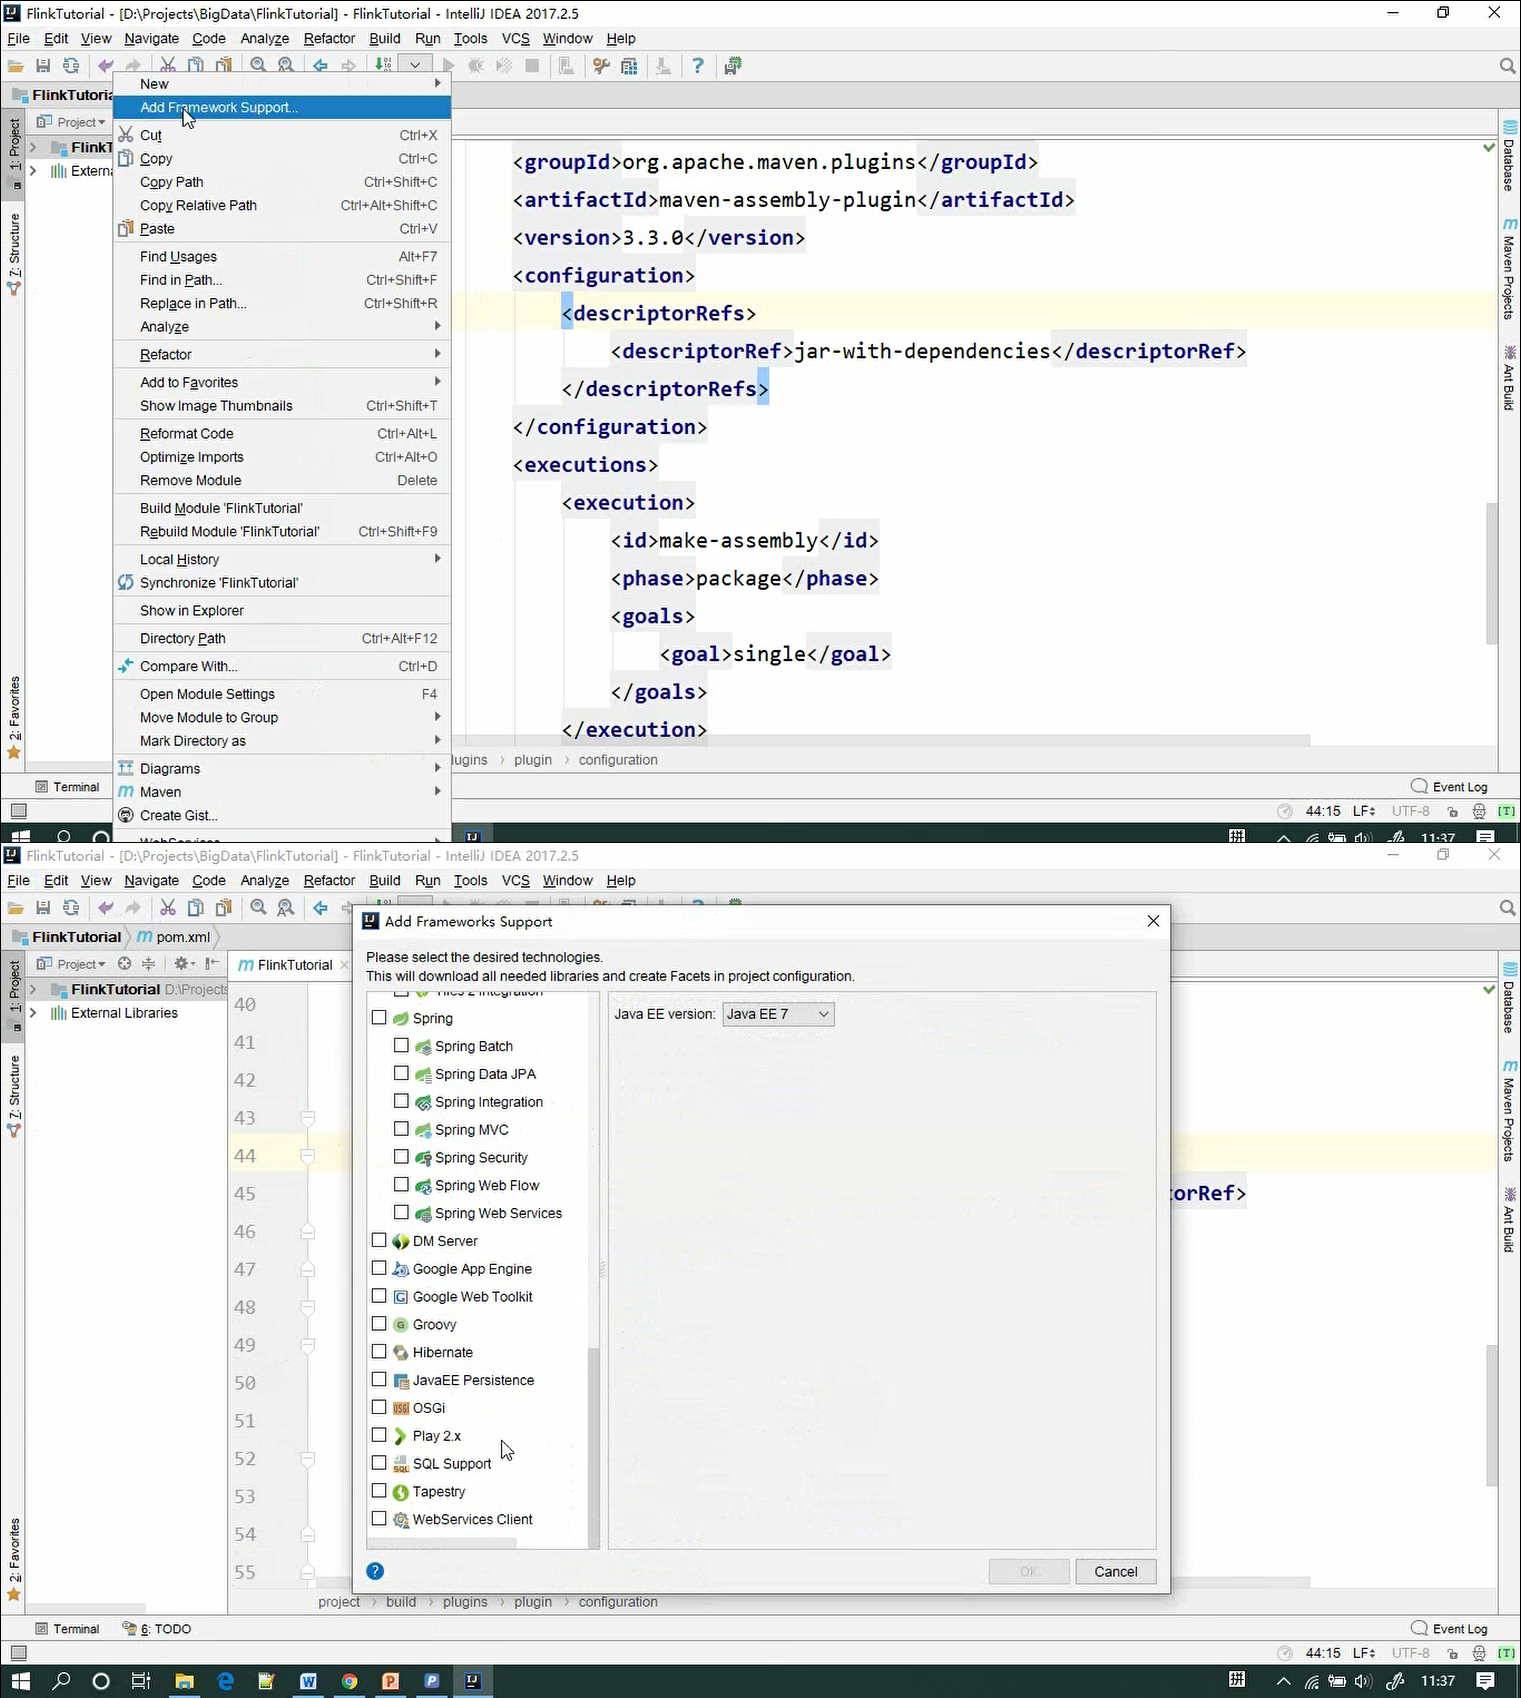 FlinkTutorial - [D:\Projects\BigData\FlinkTutorial] - FlinkTutorial - IntelliJ IDEA 2017.2.5
File Edit View Navigate Code Analyze Refactor Build Run Tools VCS Window Help
FlinkTutoria
Project
New
Add Framework Support...
Cut Ctrl+X
Copy Ctrl+C
Copy Path Ctrl+Shift+C
Copy Relative Path Ctrl+Alt+Shift+C
Paste Ctrl+V
Find Usages Alt+F7
Find in Path... Ctrl+Shift+F
Replace in Path... Ctrl+Shift+R
Analyze
Refactor
Add to Favorites
Show Image Thumbnails Ctrl+Shift+T
Reformat Code Ctrl+Alt+L
Optimize Imports Ctrl+Alt+O
Remove Module Delete
Build Module 'FlinkTutorial'
Rebuild Module 'FlinkTutorial' Ctrl+Shift+F9
Local History
Synchronize 'FlinkTutorial'
Show in Explorer
Directory Path Ctrl+Alt+F12
Compare With... Ctrl+D
Open Module Settings F4
Move Module to Group
Mark Directory as
Diagrams
Maven
Create Gist...
WebServices
FlinkT
Externa
1: Project
7: Structure
2: Favorites
<groupId>org.apache.maven.plugins</groupId>
<artifactId>maven-assembly-plugin</artifactId>
<version>3.3.0</version>
<configuration>
<descriptorRefs>
<descriptorRef>jar-with-dependencies</descriptorRef>
</descriptorRefs>
</configuration>
<executions>
<execution>
<id>make-assembly</id>
<phase>package</phase>
<goals>
<goal>single</goal>
</goals>
</execution>
lugins › plugin › configuration
Database
Maven Projects
Ant Build
Terminal
Event Log
44:15 LF UTF-8 [T]
拼 11:37
FlinkTutorial - [D:\Projects\BigData\FlinkTutorial] - FlinkTutorial - IntelliJ IDEA 2017.2.5
File Edit View Navigate Code Analyze Refactor Build Run Tools VCS Window Help
FlinkTutorial m pom.xml
Project
m FlinkTutorial
FlinkTutorial D:\Projects
External Libraries
1: Project
7: Structure
2: Favorites
40
41
42
43
44
45
46
47
48
49
50
51
52
53
54
55
Add Frameworks Support
Please select the desired technologies.
This will download all needed libraries and create Facets in project configuration.
Tiles 2 Integration
Spring
Spring Batch
Spring Data JPA
Spring Integration
Spring MVC
Spring Security
Spring Web Flow
Spring Web Services
DM Server
Google App Engine
Google Web Toolkit
Groovy
Hibernate
JavaEE Persistence
OSGi
Play 2.x
SQL Support
Tapestry
WebServices Client
Java EE version: Java EE 7
OK
Cancel
orRef>
project › build › plugins › plugin › configuration
Database
Maven Projects
Ant Build
Terminal 6: TODO
Event Log
44:15 LF UTF-8 [T]
拼 11:37